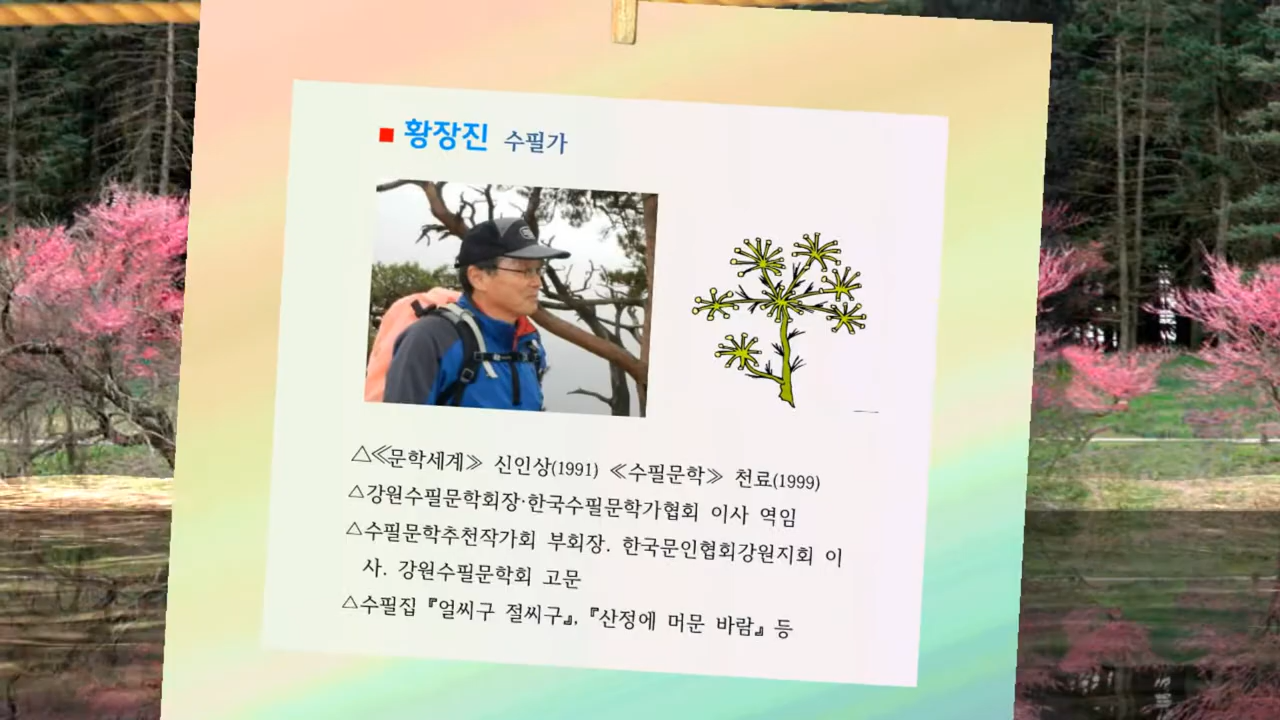 ■ 황장진 수필가
△≪문학세계≫ 신인상(1991) ≪수필문학≫ 천료(1999)
△강원수필문학회장·한국수필문학가협회 이사 역임
△수필문학추천작가회 부회장. 한국문인협회강원지회 이
사. 강원수필문학회 고문
△수필집 『얼씨구 절씨구』, 『산정에 머문 바람』 등